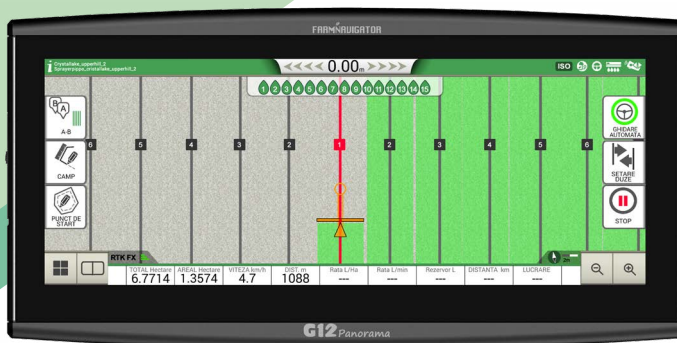 FARMNAVIGATOR
Crystallake_upperhill_2
Sprayerpippo_cristallake_upperhill_2
<<<< 0.00m >>>>
ISO
1 2 3 4 5 6 7 8 9 10 11 12 13 14 15
B A
A-B
GHIDARE
AUTOMATA
6 5 4 3 2 1 2 3 4 5 6
CAMP
SETARE
DUZE
PUNCT DE
START
STOP
RTK FX
2M
TOTAL Hectare AREAL Hectare VITEZA km/h DIST. m Rata L/Ha Rata L/min Rezervor L DISTANTA km LUCRARE
6.7714 1.3574 4.7 1088 --- --- --- --- ---
G12 Panorama